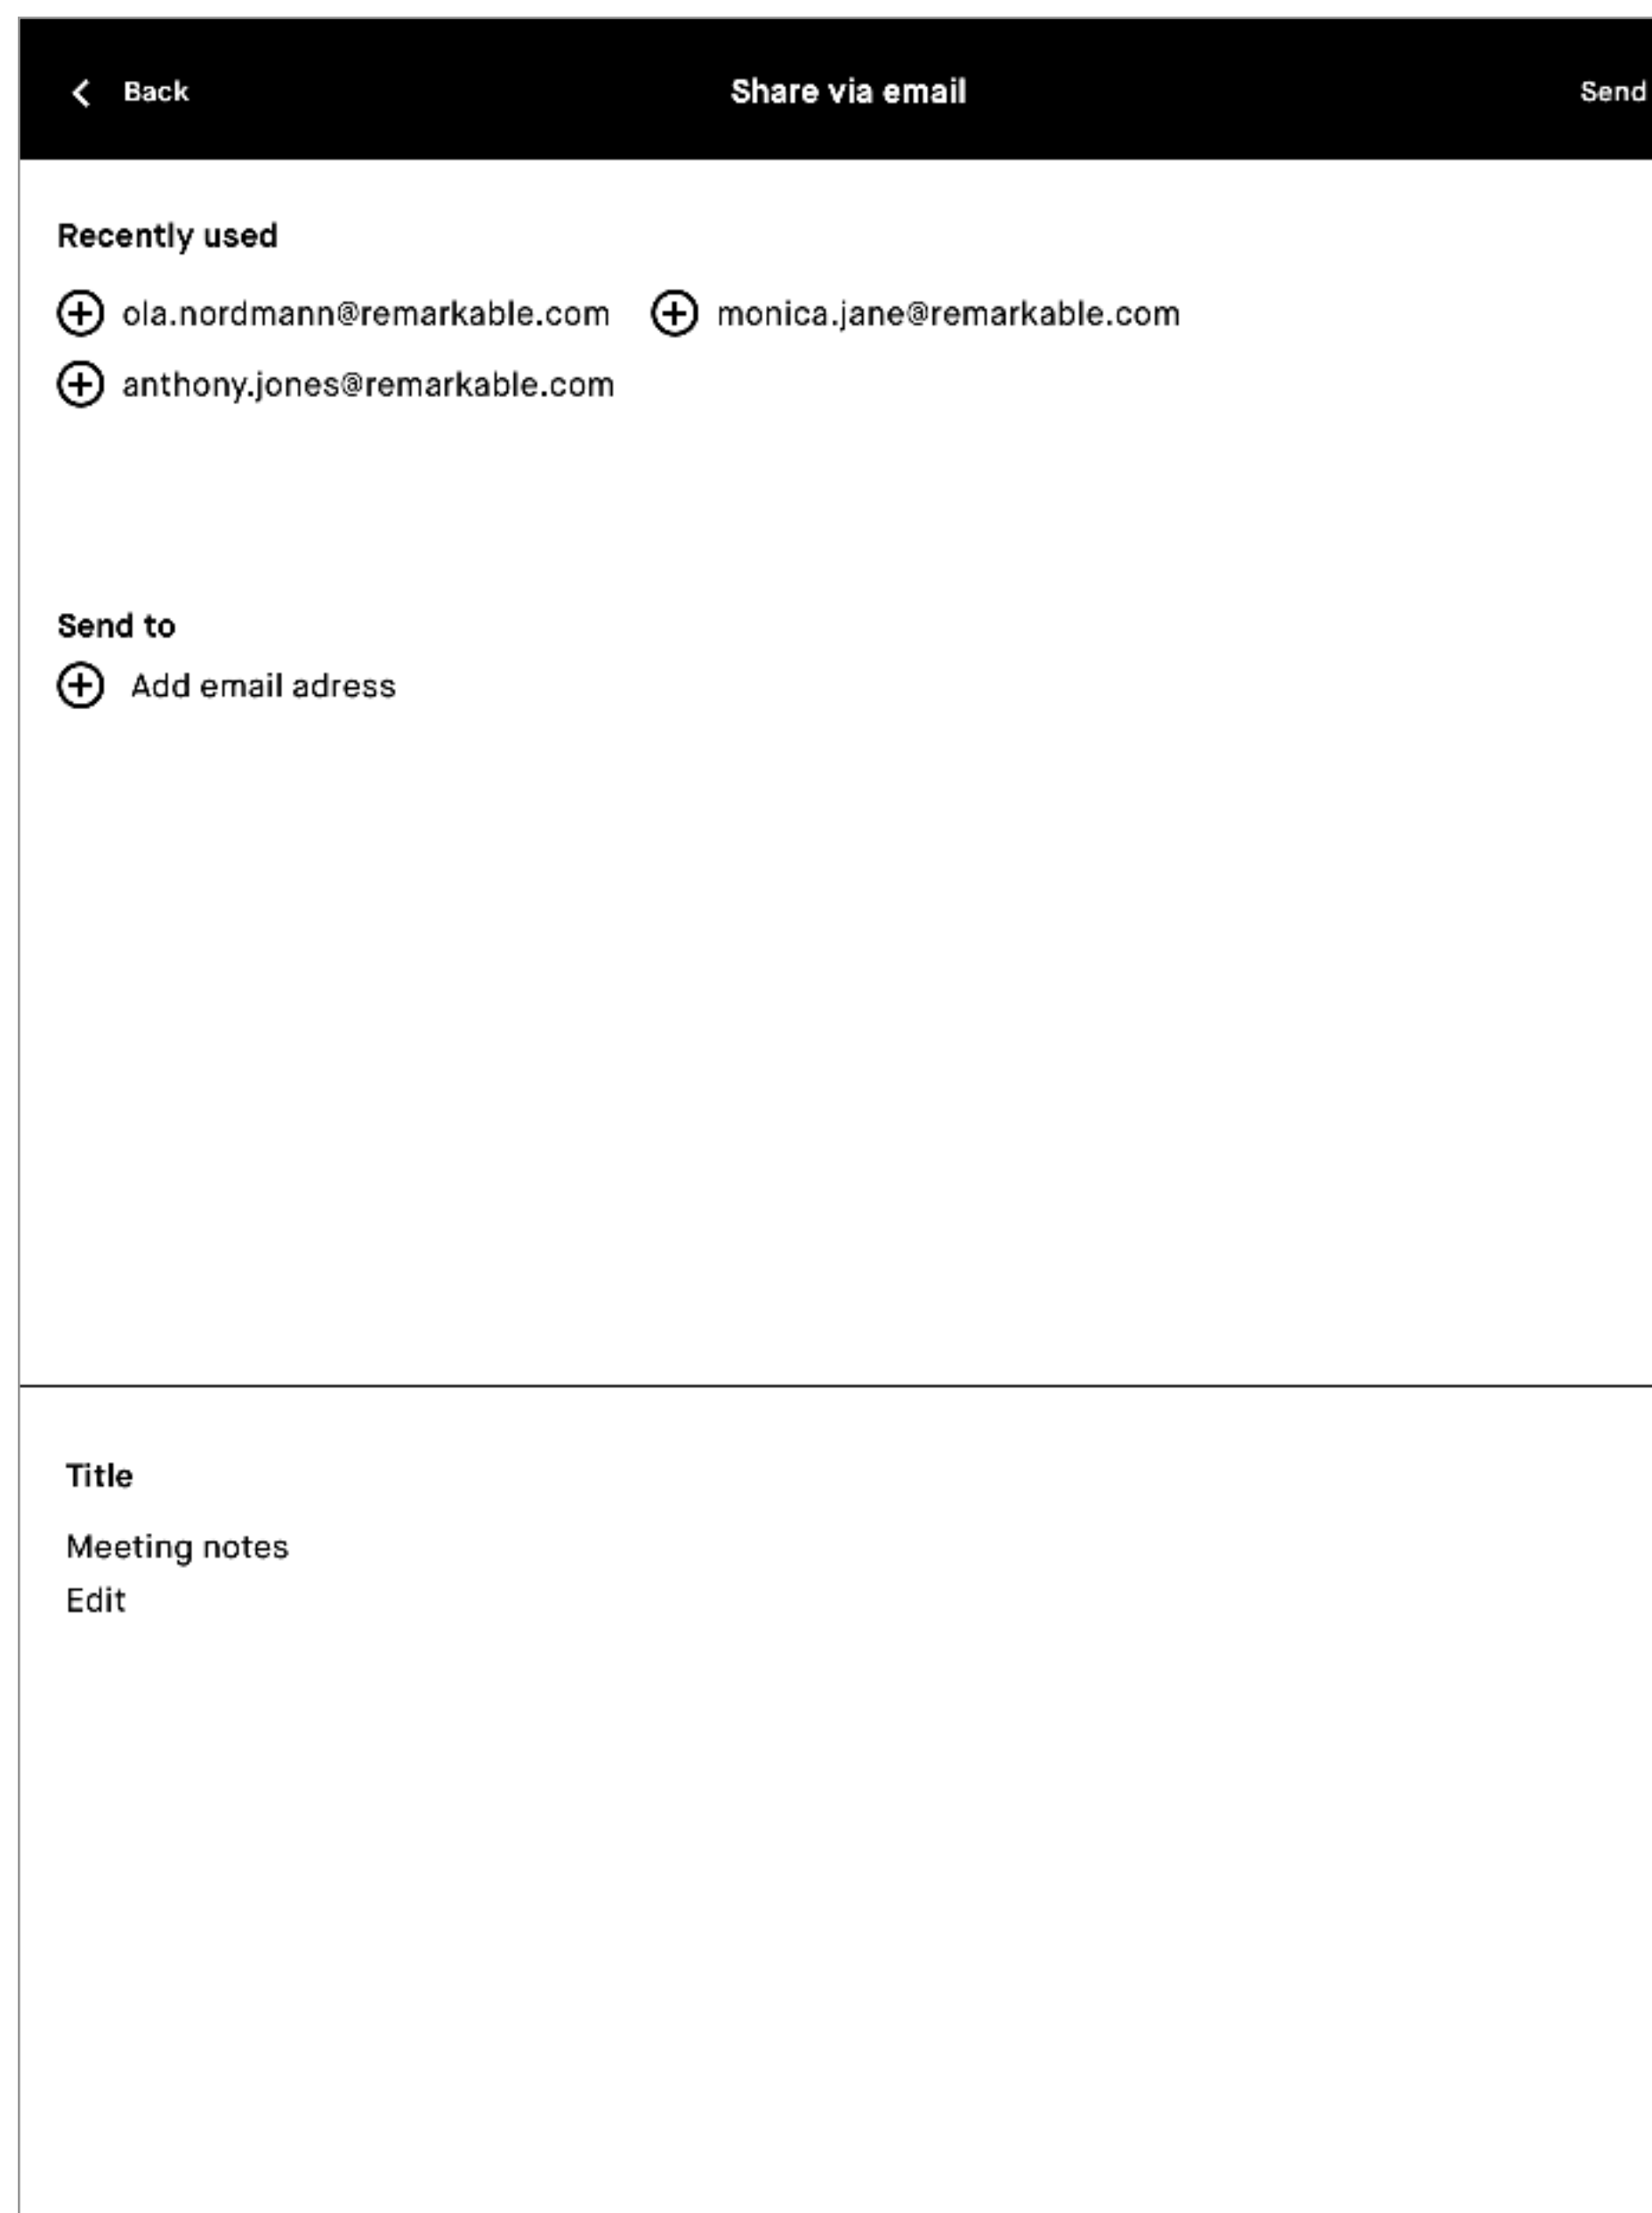 Back
Share via email
Send
Recently used
ola.nordmann@remarkable.com monica.jane@remarkable.com
anthony.jones@remarkable.com
Send to
Add email adress
Title
Meeting notes
Edit